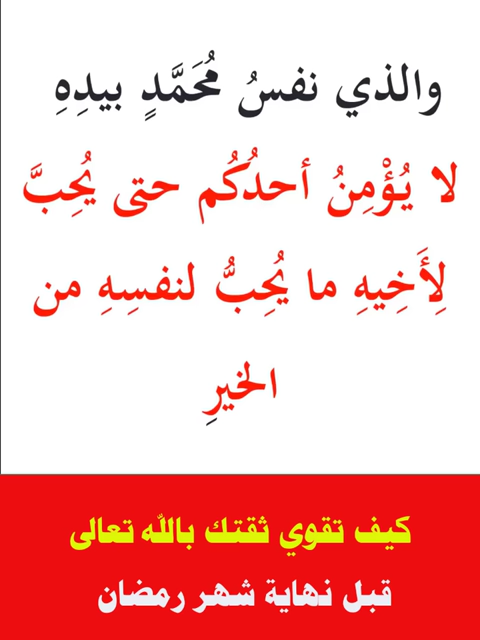 والذي نفسُ مُحَمَّدٍ بيدِهِ
لا يُؤْمِنُ أحدُكُم حتى يُحِبَّ
لِأَخِيهِ ما يُحِبُّ لنفسِهِ من
الخيرِ
كيف تقوي ثقتك بالله تعالى
قبل نهاية شهر رمضان